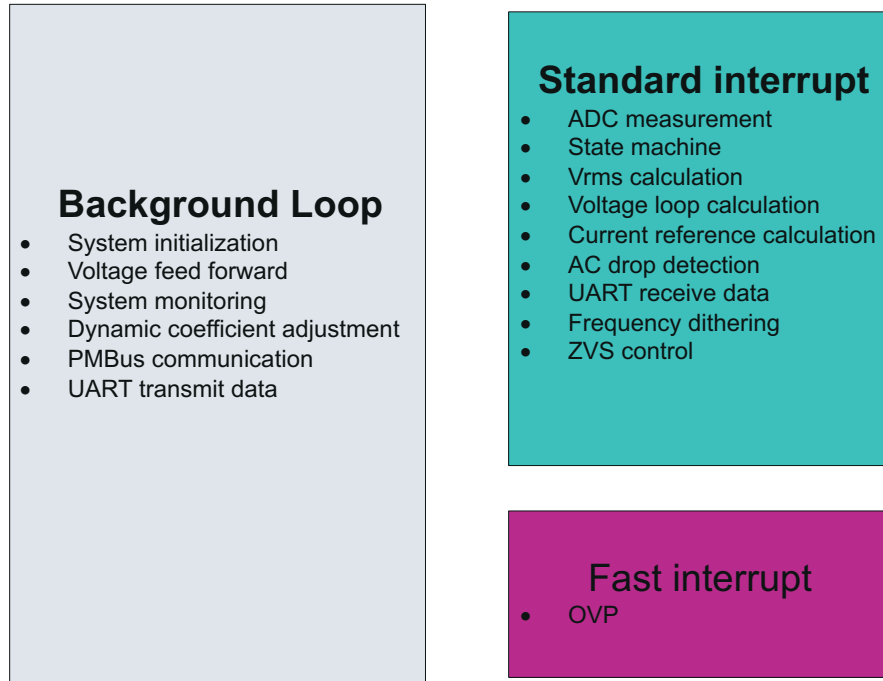 Background Loop
• System initialization
• Voltage feed forward
• System monitoring
• Dynamic coefficient adjustment
• PMBus communication
• UART transmit data
Standard interrupt
• ADC measurement
• State machine
• Vrms calculation
• Voltage loop calculation
• Current reference calculation
• AC drop detection
• UART receive data
• Frequency dithering
• ZVS control
Fast interrupt
• OVP